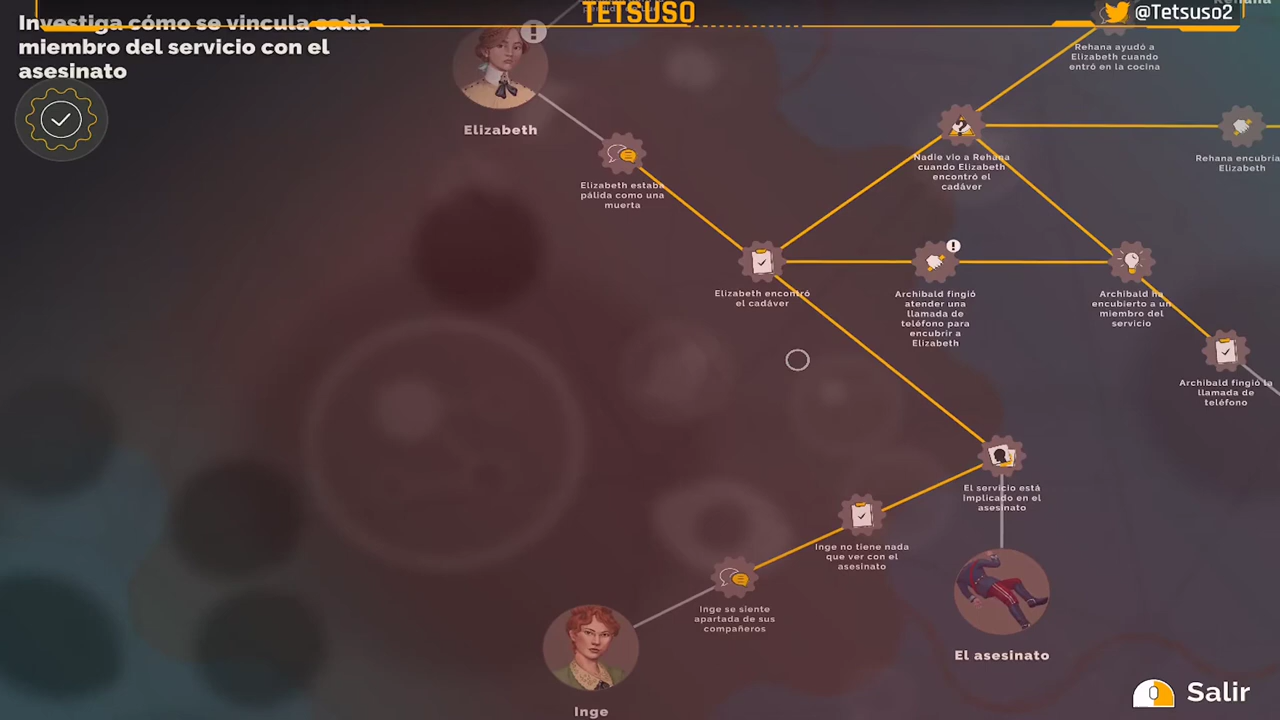 Investiga cómo se vincula cada
miembro del servicio con el
asesinato
TETSUSO
@Tetsuso2
Rehana
Rehana ayudó a
Elizabeth cuando
entró en la cocina
Elizabeth
Elizabeth estaba
pálida como una
muerta
Nadie vio a Rehana
cuando Elizabeth
encontró el
cadáver
Rehana encubría
Elizabeth
Elizabeth encontró
el cadáver
Archibald fingió
atender una
llamada de
teléfono para
encubrir a
Elizabeth
Archibald ha
encubierto a un
miembro del
servicio
Archibald fingió la
llamada de
teléfono
El servicio está
implicado en el
asesinato
Inge no tiene nada
que ver con el
asesinato
Inge se siente
apartada de sus
compañeros
El asesinato
Inge
Salir